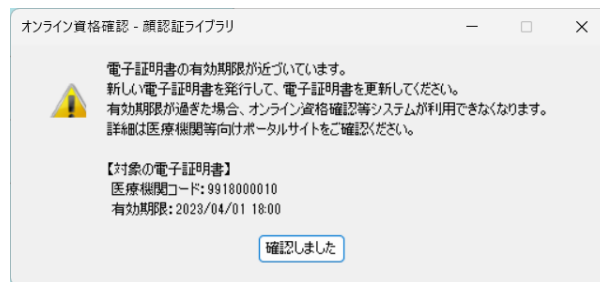 オンライン資格確認 - 顔認証ライブラリ
電子証明書の有効期限が近づいています。
新しい電子証明書を発行して、電子証明書を更新してください。
有効期限が過ぎた場合、オンライン資格確認等システムが利用できなくなります。
詳細は医療機関等向けポータルサイトをご確認ください。
【対象の電子証明書】
医療機関コード:9918000010
有効期限:2023/04/01 18:00
確認しました